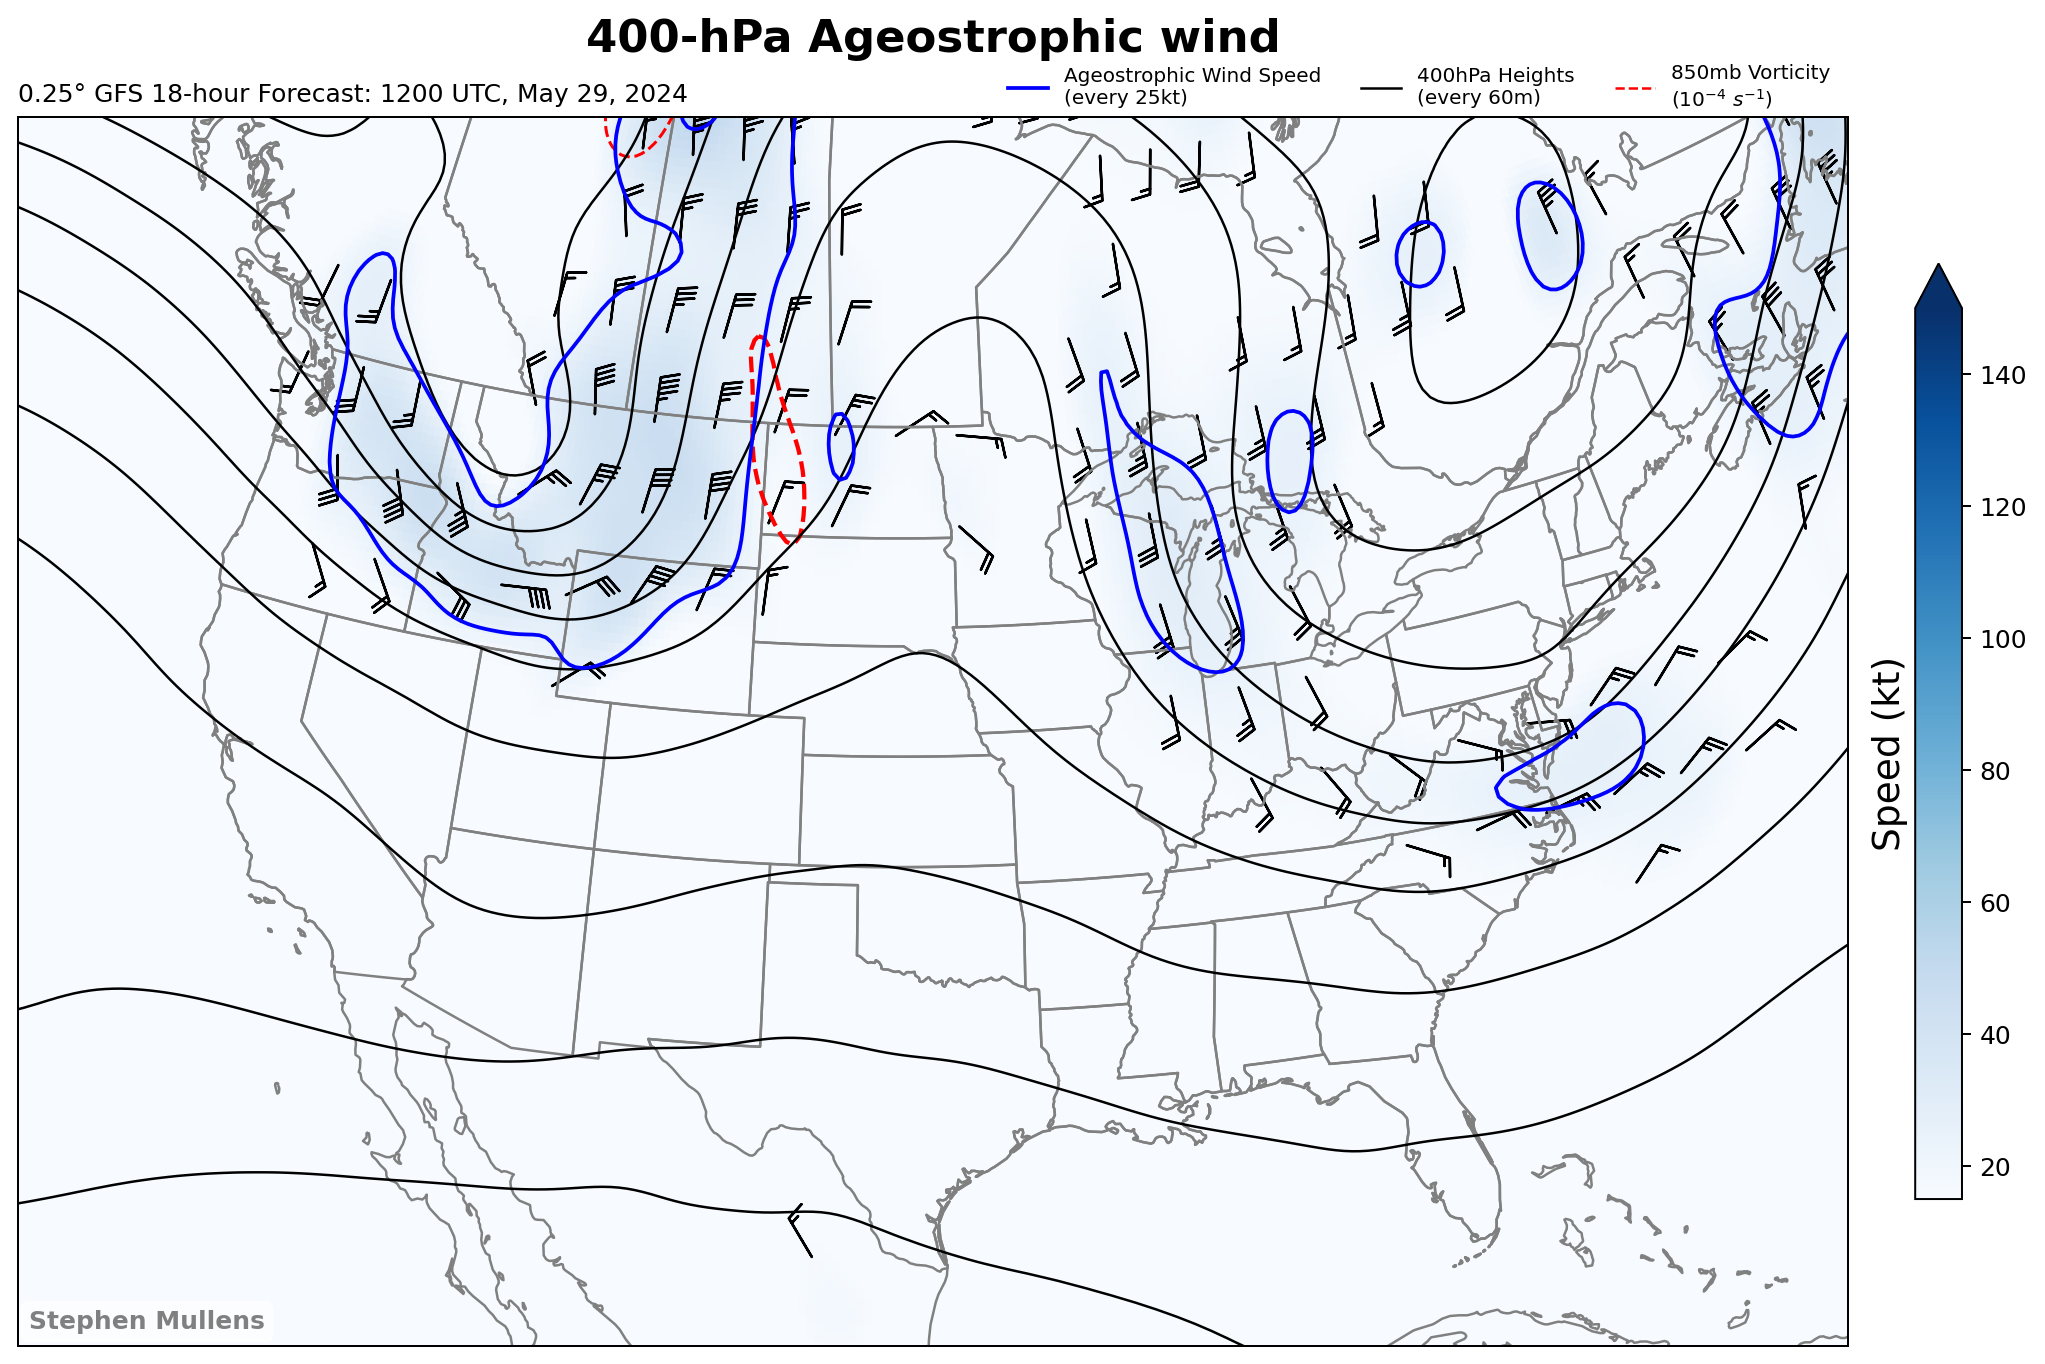 400-hPa Ageostrophic wind
0.25° GFS 18-hour Forecast: 1200 UTC, May 29, 2024
Ageostrophic Wind Speed
(every 25kt)
400hPa Heights
(every 60m)
850mb Vorticity
(10⁻⁴ s⁻¹)
140
120
100
80
60
40
20
Speed (kt)
Stephen Mullens